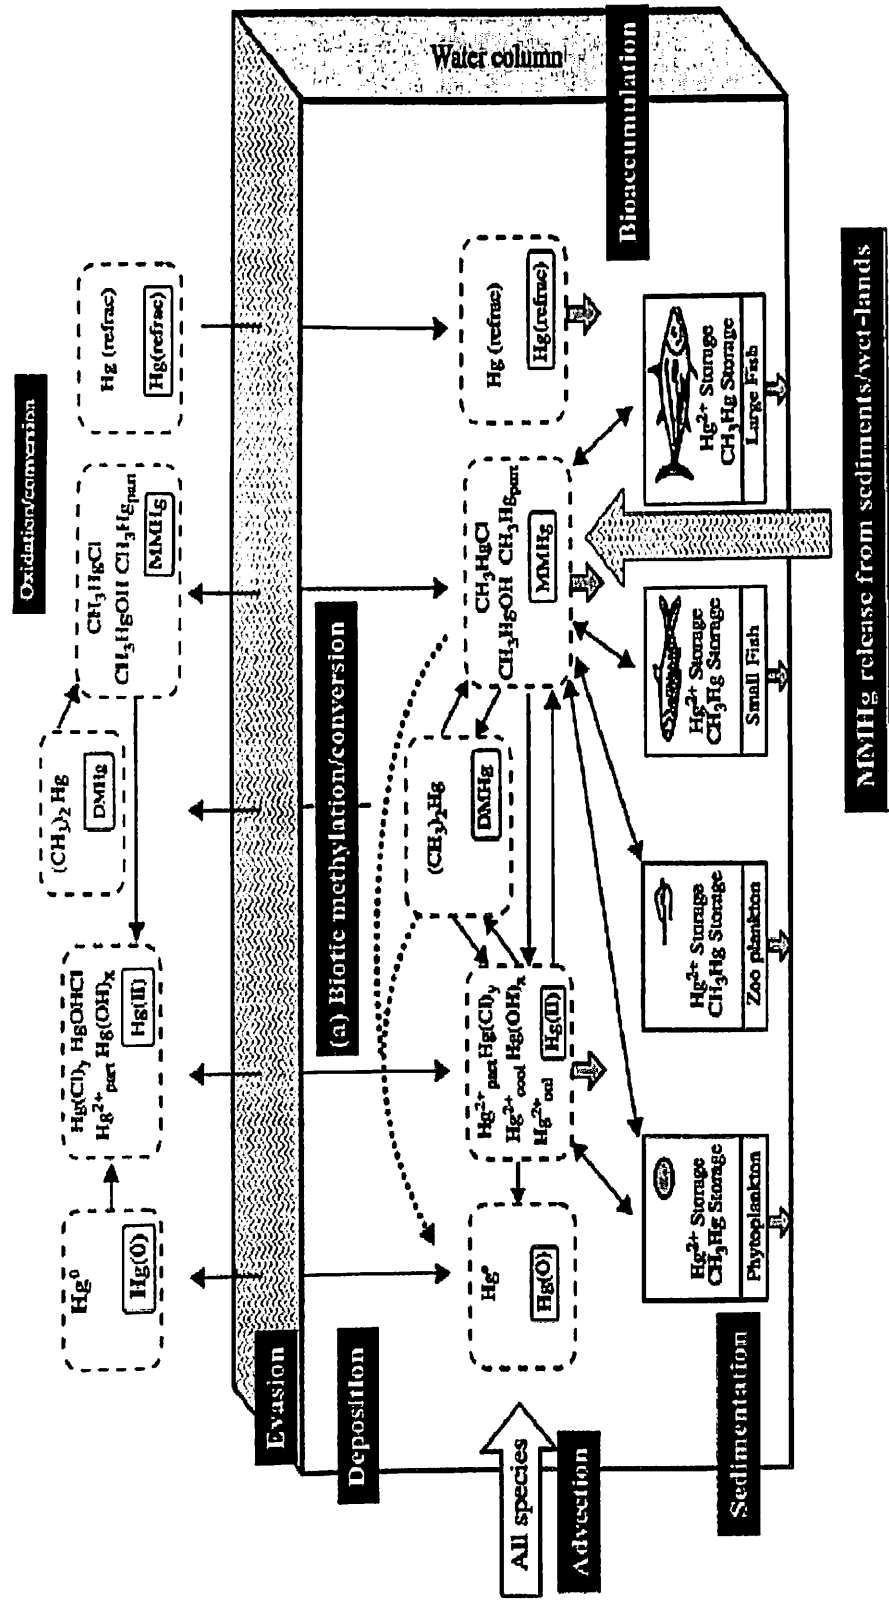 Oxidation/conversion
Hg⁰
Hg(0)
Hg(Cl)y HgOHCl
Hg²⁺part Hg(OH)x
Hg(II)
(CH₃)₂ Hg
DMHg
CH₃HgCl
CH₃HgOH CH₃Hgpart
MMHg
Hg (refrac)
Hg(refrac)
Evasion
Water column
Deposition
(a) Biotic methylation/conversion
All species
Advection
Hg⁰
Hg(O)
Hg²⁺part Hg(Cl)y
Hg²⁺cool Hg(OH)x
Hg(II)
(CH₃)₂Hg
DMHg
CH₃HgCl
CH₃HgOH CH₃Hgpart
MMHg
Hg (refrac)
Hg(refrac)
Bioaccumulation
Hg²⁺ Storage
CH₃Hg Storage
Phytoplankton
Hg²⁺ Storage
CH₃Hg Storage
Zoo plankton
Hg²⁺ Storage
CH₃Hg Storage
Small Fish
Hg²⁺ Storage
CH₃Hg Storage
Large Fish
Sedimentation
MMHg release from sediments/wet-lands